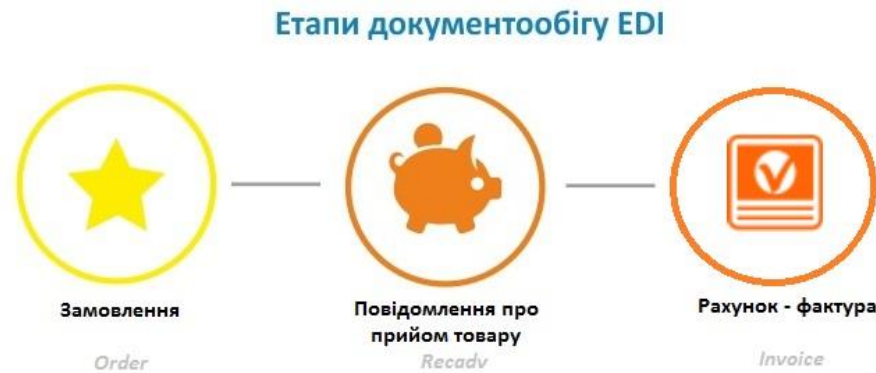 Етапи документообігу EDI
Замовлення
Order
Повідомлення про
прийом товару
Recadv
Рахунок - фактура
Invoice